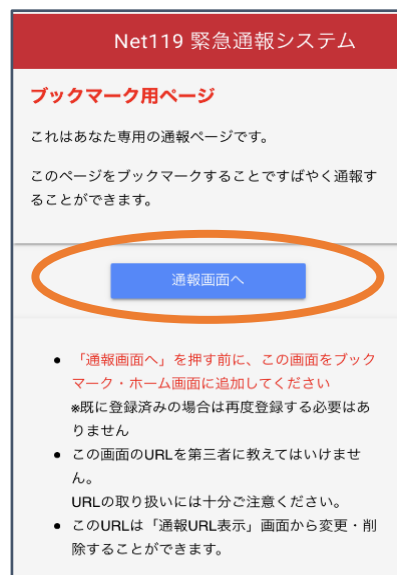 Net119 緊急通報システム
ブックマーク用ページ
これはあなた専用の通報ページです。
このページをブックマークすることですばやく通報す
ることができます。
通報画面へ
● 「通報画面へ」を押す前に、この画面をブック
マーク・ホーム画面に追加してください
※既に登録済みの場合は再度登録する必要はあ
りません
● この画面のURLを第三者に教えてはいけませ
ん。
URLの取り扱いには十分ご注意ください。
● このURLは「通報URL表示」画面から変更・削
除することができます。